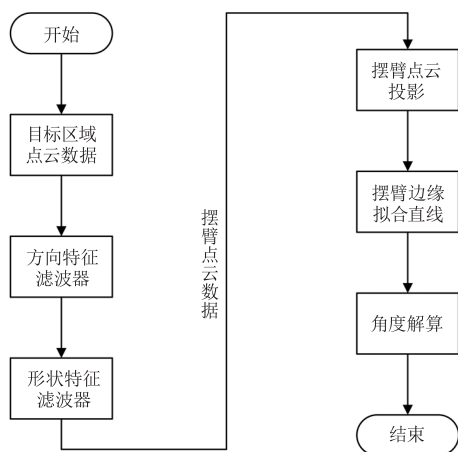 开始
目标区域
点云数据
方向特征
滤波器
形状特征
滤波器
摆臂点云数据
摆臂点云
投影
摆臂边缘
拟合直线
角度解算
结束